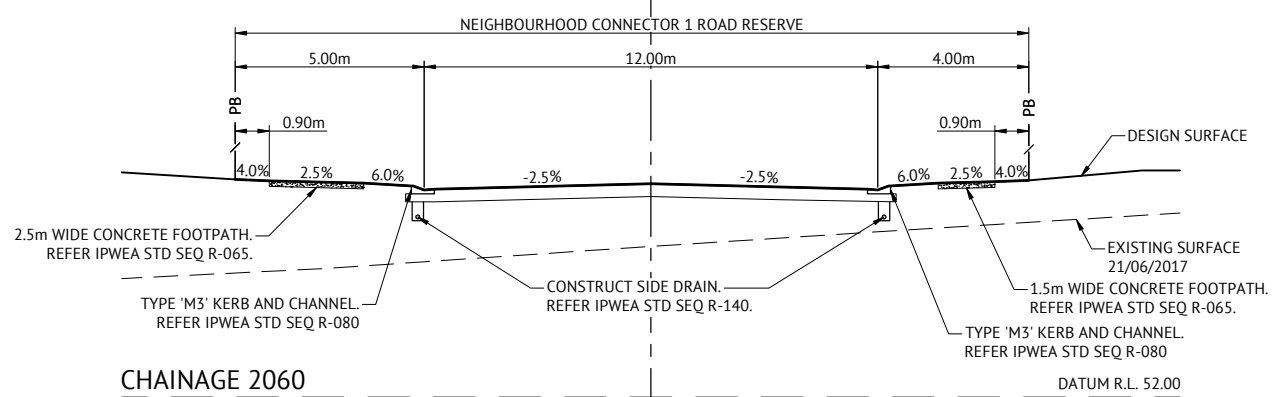 NEIGHBOURHOOD CONNECTOR 1 ROAD RESERVE
5.00m
12.00m
4.00m
PB
PB
0.90m
0.90m
DESIGN SURFACE
4.0%
2.5%
6.0%
-2.5%
-2.5%
6.0%
2.5%
4.0%
2.5m WIDE CONCRETE FOOTPATH.
REFER IPWEA STD SEQ R-065.
EXISTING SURFACE
21/06/2017
TYPE 'M3' KERB AND CHANNEL.
REFER IPWEA STD SEQ R-080
CONSTRUCT SIDE DRAIN.
REFER IPWEA STD SEQ R-140.
1.5m WIDE CONCRETE FOOTPATH.
REFER IPWEA STD SEQ R-065.
TYPE 'M3' KERB AND CHANNEL.
REFER IPWEA STD SEQ R-080
CHAINAGE 2060
DATUM R.L. 52.00